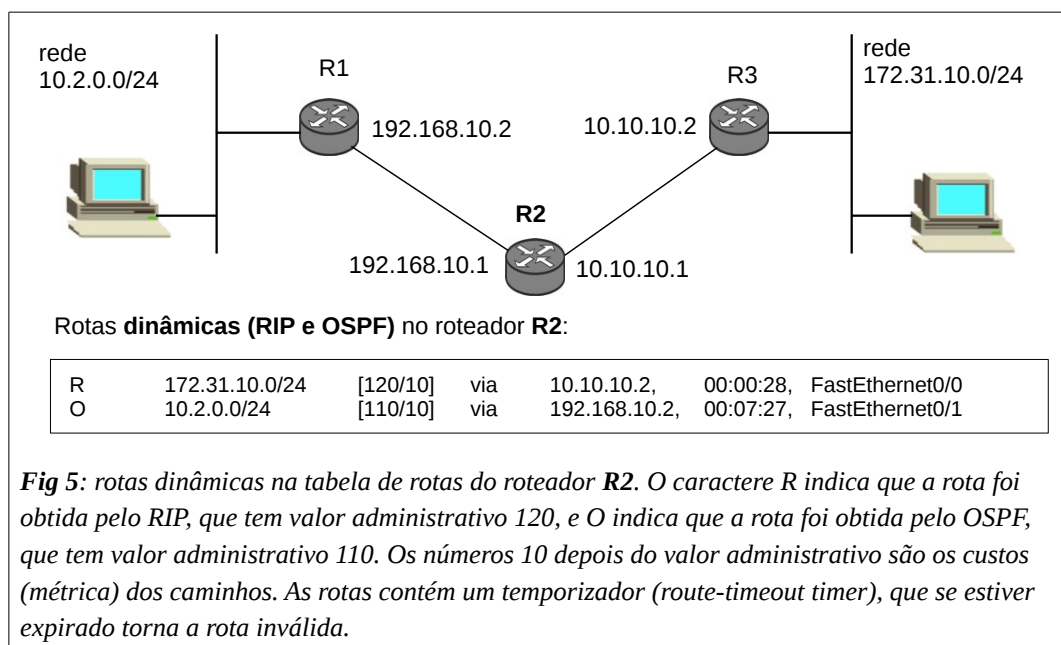 rede
10.2.0.0/24
R1
R3
rede
172.31.10.0/24
192.168.10.2
10.10.10.2
R2
192.168.10.1
10.10.10.1
Rotas dinâmicas (RIP e OSPF) no roteador R2:
R 172.31.10.0/24 [120/10] via 10.10.10.2, 00:00:28, FastEthernet0/0
O 10.2.0.0/24 [110/10] via 192.168.10.2, 00:07:27, FastEthernet0/1
Fig 5: rotas dinâmicas na tabela de rotas do roteador R2. O caractere R indica que a rota foi
obtida pelo RIP, que tem valor administrativo 120, e O indica que a rota foi obtida pelo OSPF,
que tem valor administrativo 110. Os números 10 depois do valor administrativo são os custos
(métrica) dos caminhos. As rotas contém um temporizador (route-timeout timer), que se estiver
expirado torna a rota inválida.